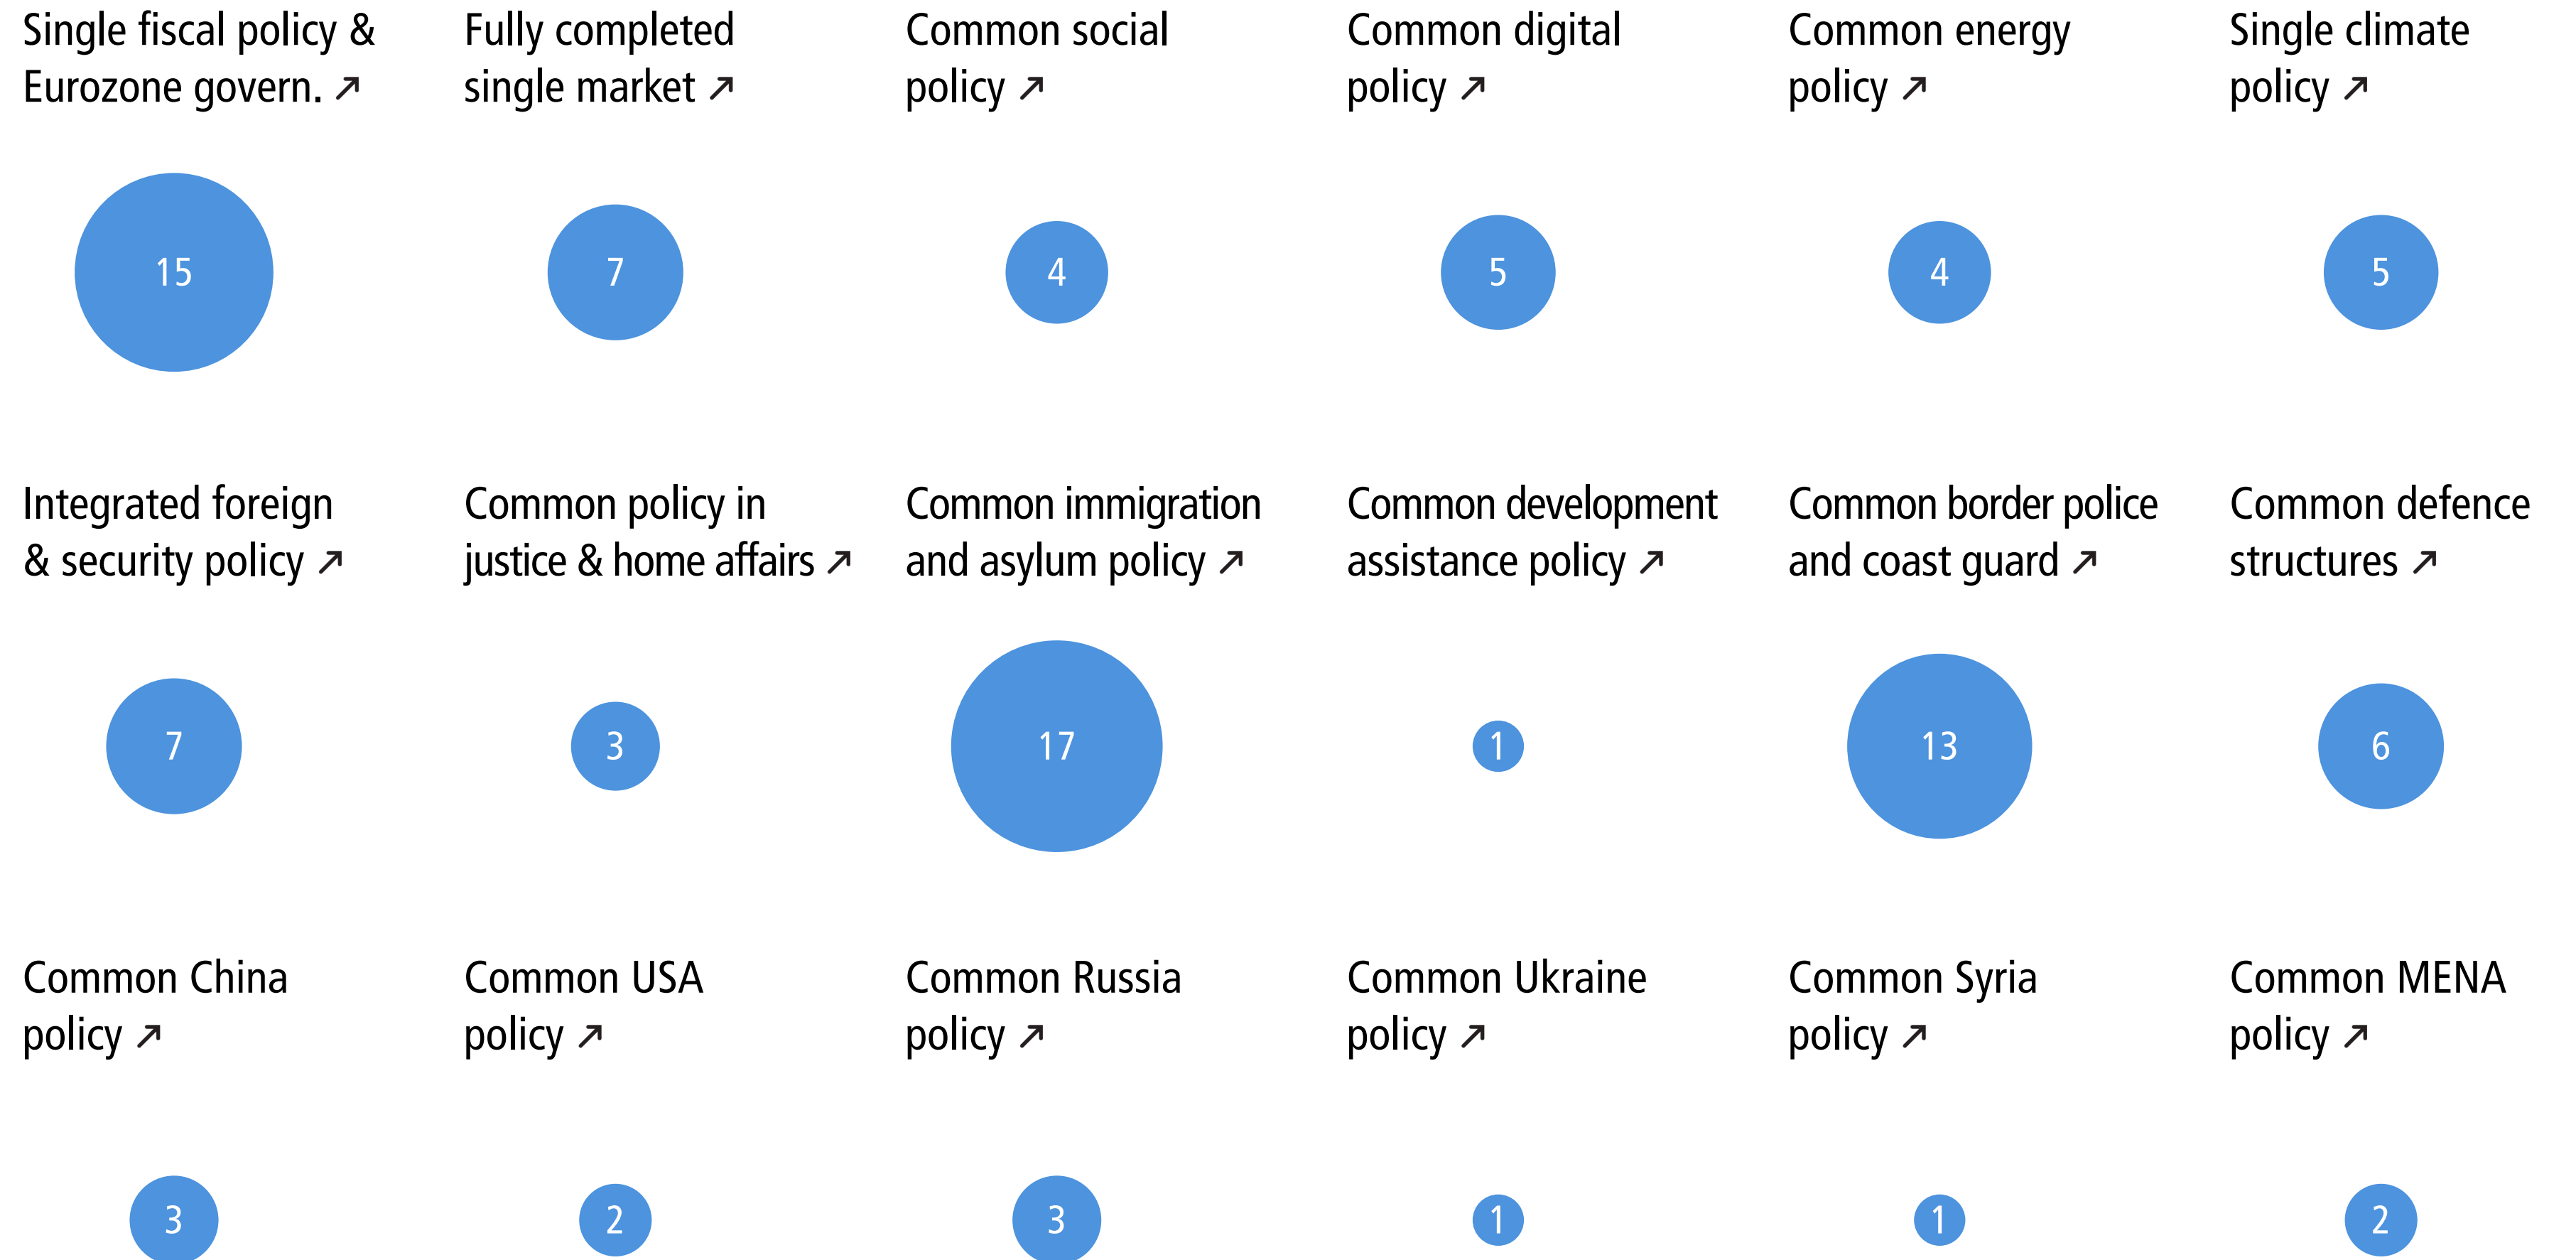 Single fiscal policy &
Eurozone govern. ↗
Fully completed
single market ↗
Common social
policy ↗
Common digital
policy ↗
Common energy
policy ↗
Single climate
policy ↗
15
7
4
5
4
5
Integrated foreign
& security policy ↗
Common policy in
justice & home affairs ↗
Common immigration
and asylum policy ↗
Common development
assistance policy ↗
Common border police
and coast guard ↗
Common defence
structures ↗
7
3
17
1
13
6
Common China
policy ↗
Common USA
policy ↗
Common Russia
policy ↗
Common Ukraine
policy ↗
Common Syria
policy ↗
Common MENA
policy ↗
3
2
3
1
1
2